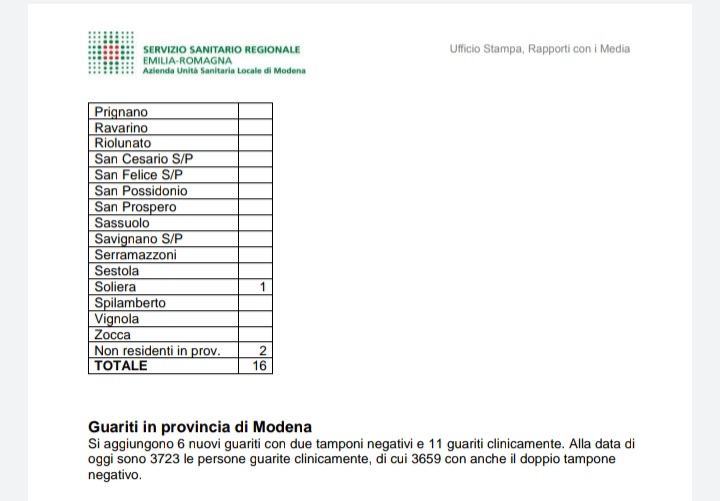 SERVIZIO SANITARIO REGIONALE
EMILIA-ROMAGNA
Azienda Unità Sanitaria Locale di Modena
Ufficio Stampa, Rapporti con i Media
Prignano
Ravarino
Riolunato
San Cesario S/P
San Felice S/P
San Possidonio
San Prospero
Sassuolo
Savignano S/P
Serramazzoni
Sestola
Soliera 1
Spilamberto
Vignola
Zocca
Non residenti in prov. 2
TOTALE 16
Guariti in provincia di Modena
Si aggiungono 6 nuovi guariti con due tamponi negativi e 11 guariti clinicamente. Alla data di
oggi sono 3723 le persone guarite clinicamente, di cui 3659 con anche il doppio tampone
negativo.